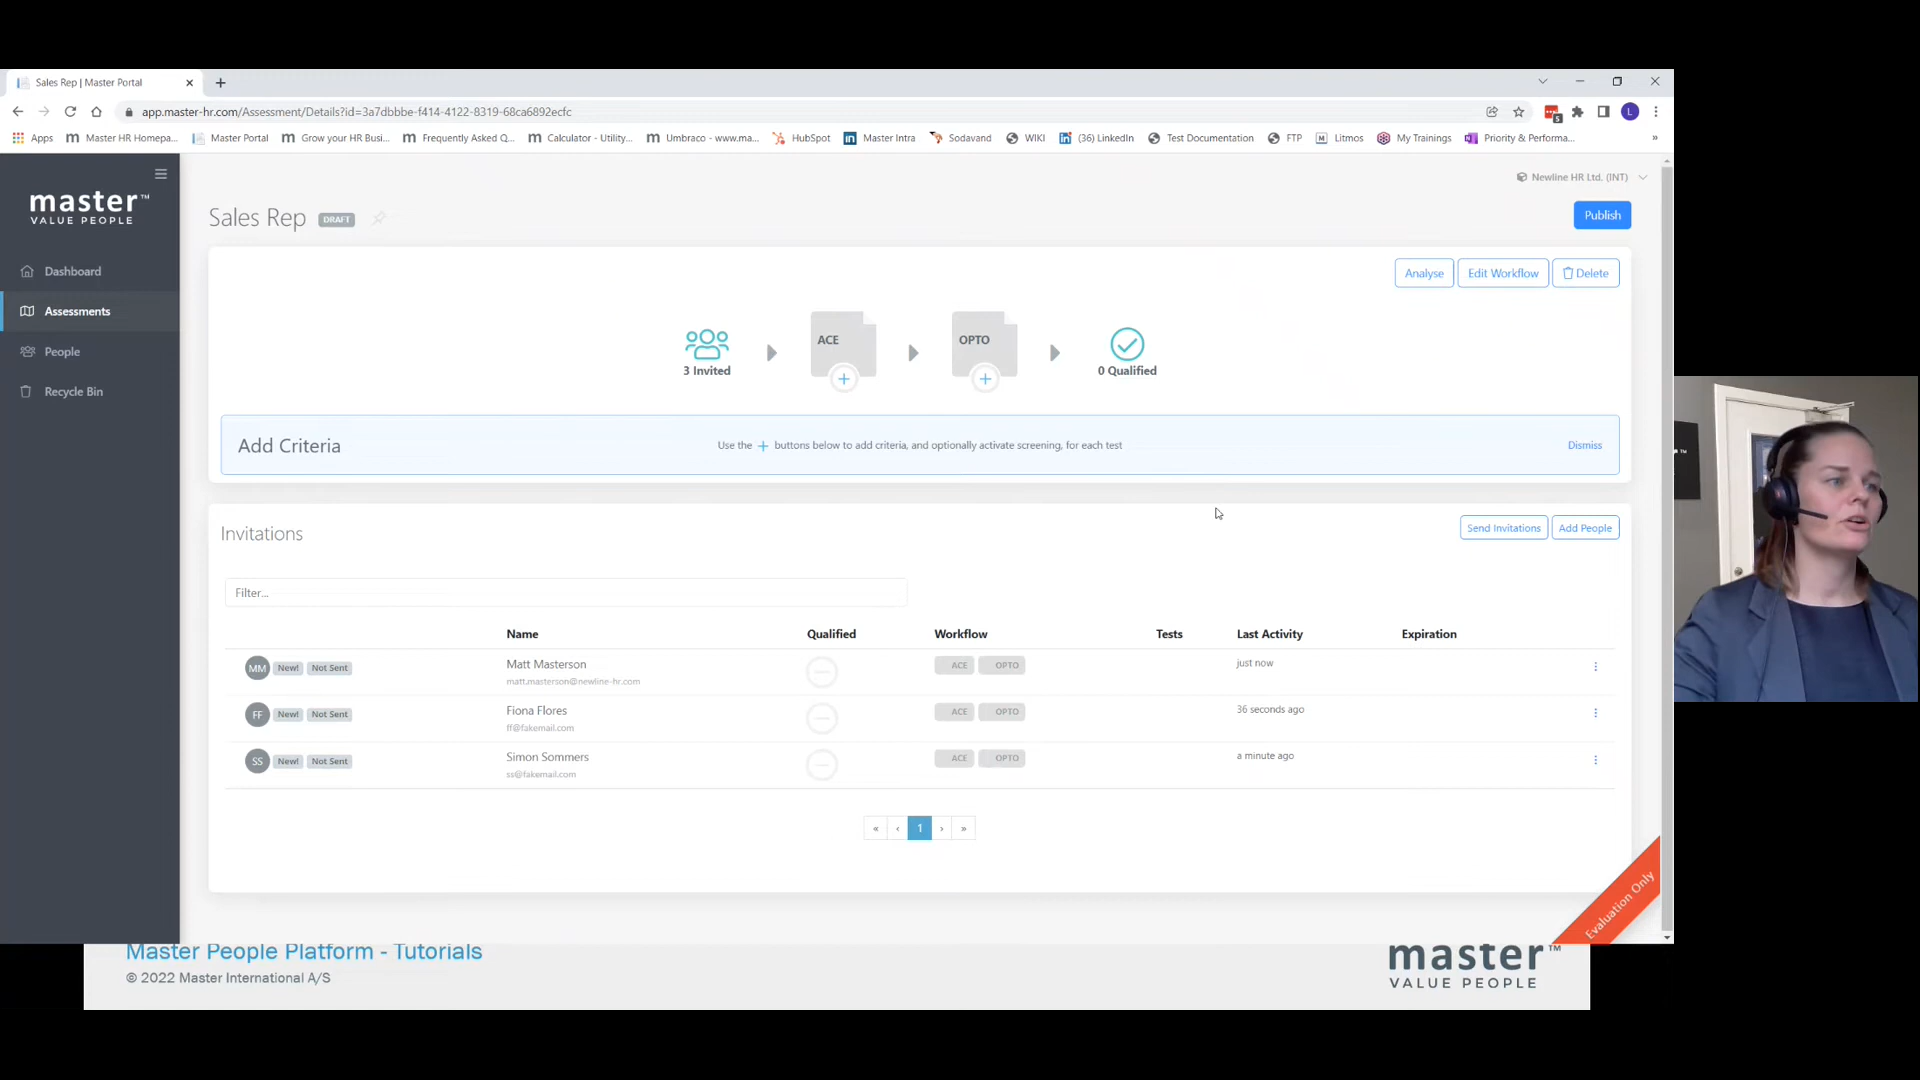 Sales Rep | Master Portal
app.master-hr.com/Assessment/Details?id=3a7dbbbe-f414-4122-8319-68ca6892ecfc
Apps
Master HR Homepa...
Master Portal
Grow your HR Busi...
Frequently Asked Q...
Calculator - Utility...
Umbraco - www.ma...
HubSpot
Master Intra
Sodavand
WIKI
(36) LinkedIn
Test Documentation
FTP
Litmos
My Trainings
Priority & Performa...
»
master™
VALUE PEOPLE
Dashboard
Assessments
People
Recycle Bin
Newline HR Ltd. (INT)
Sales Rep DRAFT
Publish
Analyse
Edit Workflow
Delete
3 Invited
ACE
OPTO
0 Qualified
Add Criteria
Use the + buttons below to add criteria, and optionally activate screening, for each test
Dismiss
Invitations
Send Invitations
Add People
Filter...
Name Qualified Workflow Tests Last Activity Expiration
MM New! Not Sent Matt Masterson ACE OPTO just now
matt.masterson@newline-hr.com
FF New! Not Sent Fiona Flores ACE OPTO 36 seconds ago
ff@fakemail.com
SS New! Not Sent Simon Sommers ACE OPTO a minute ago
ss@fakemail.com
« ‹ 1 › »
Evaluation Only
Master People Platform - Tutorials
© 2022 Master International A/S
master™
VALUE PEOPLE